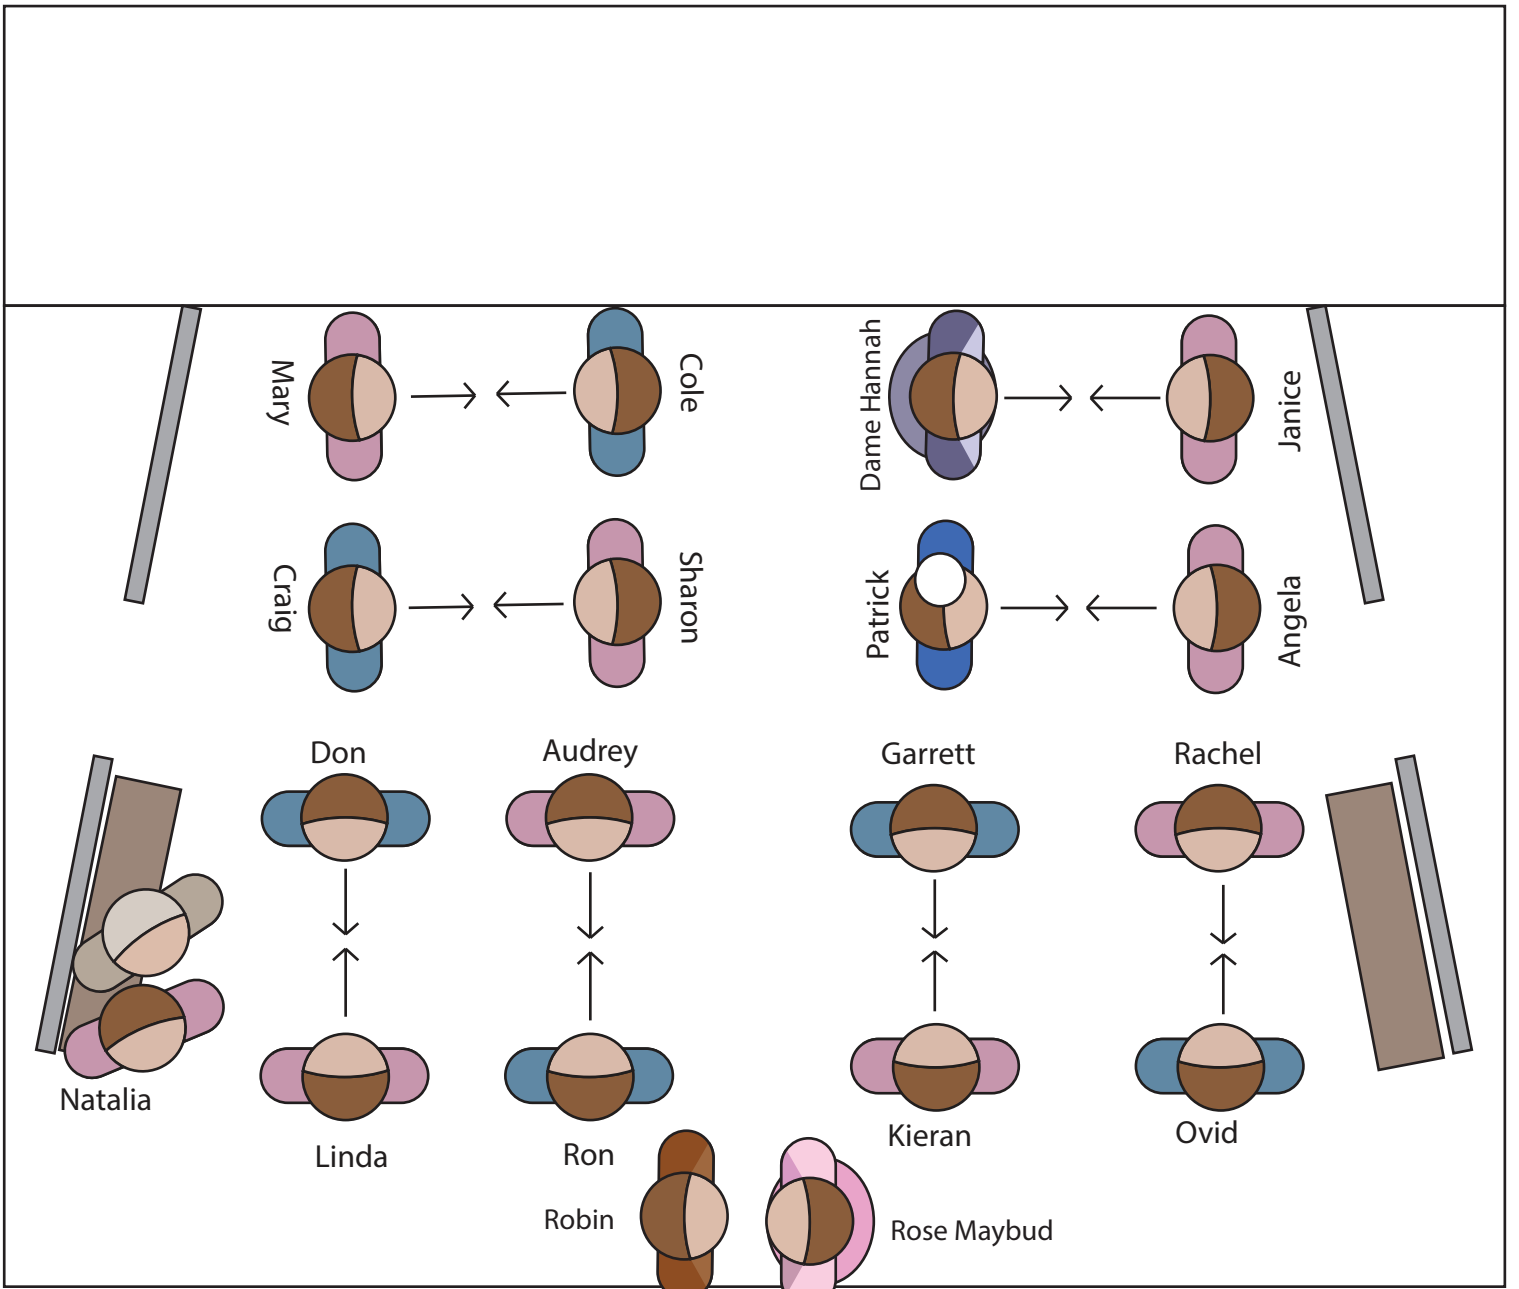 Mary
Cole
Dame Hannah
Janice
Craig
Sharon
Patrick
Angela
Don
Audrey
Garrett
Rachel
Natalia
Linda
Ron
Kieran
Ovid
Robin
Rose Maybud